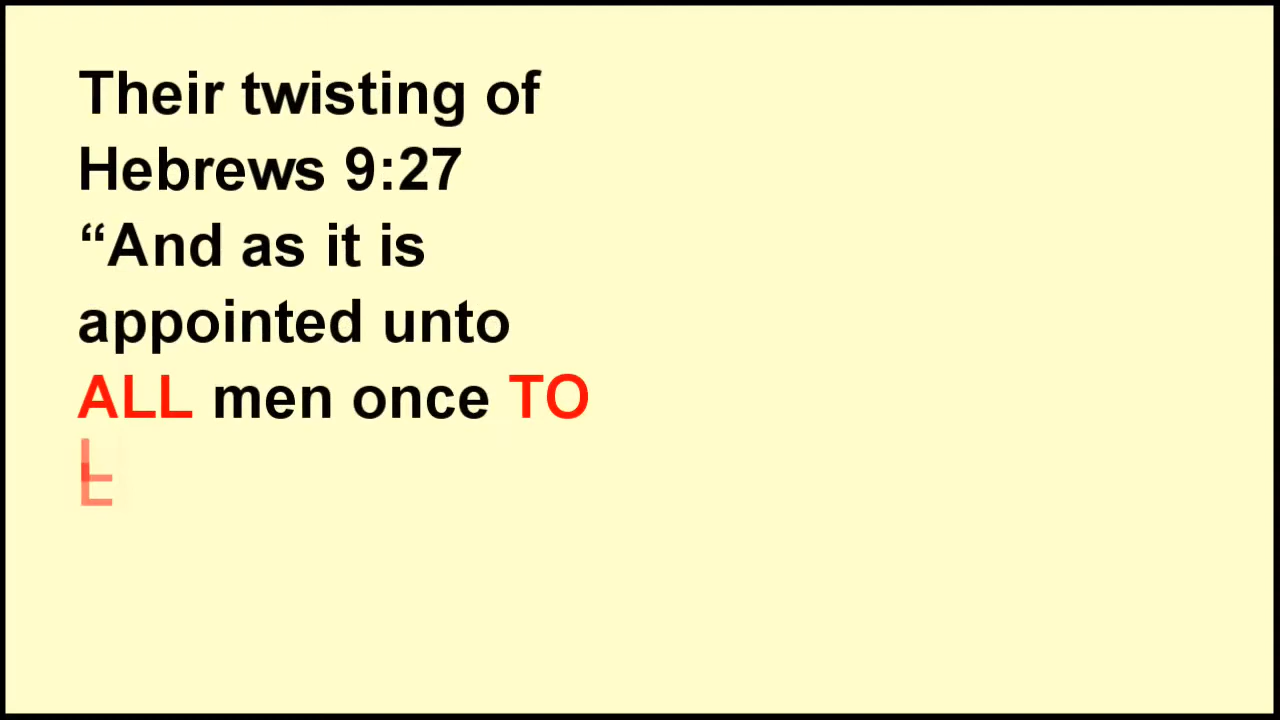 Their twisting of
Hebrews 9:27
“And as it is
appointed unto
ALL men once TO
L